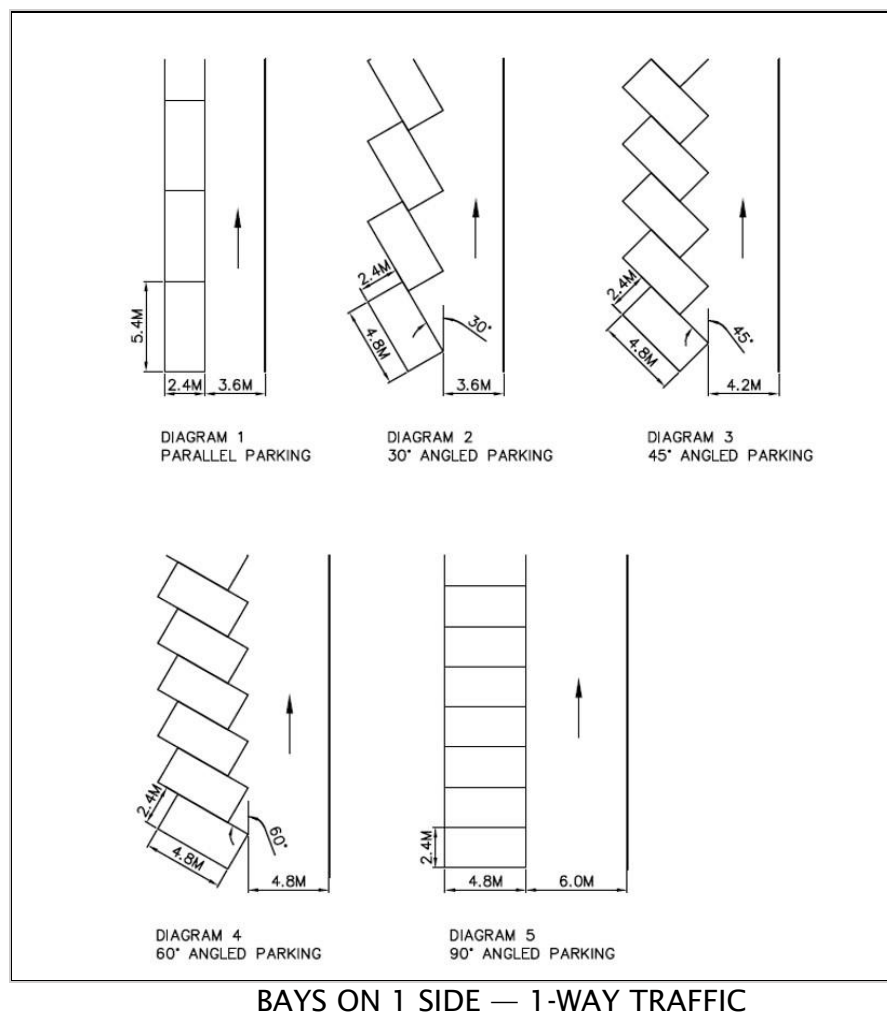 5.4M
2.4M
3.6M
DIAGRAM 1
PARALLEL PARKING
2.4M
4.8M
30°
3.6M
DIAGRAM 2
30° ANGLED PARKING
2.4M
4.8M
45°
4.2M
DIAGRAM 3
45° ANGLED PARKING
2.4M
4.8M
60°
4.8M
DIAGRAM 4
60° ANGLED PARKING
2.4M
4.8M
6.0M
DIAGRAM 5
90° ANGLED PARKING
BAYS ON 1 SIDE — 1-WAY TRAFFIC